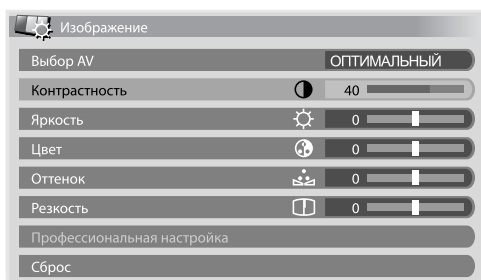 Изображение
Выбор AV ОПТИМАЛЬНЫЙ
Контрастность 40
Яркость 0
Цвет 0
Оттенок 0
Резкость 0
Профессиональная настройка
Сброс